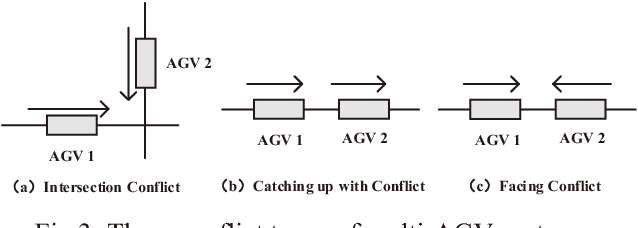 AGV 2
AGV 1
AGV 1
AGV 2
AGV 1
AGV 2
(a) Intersection Conflict
(b) Catching up with Conflict
(c) Facing Conflict